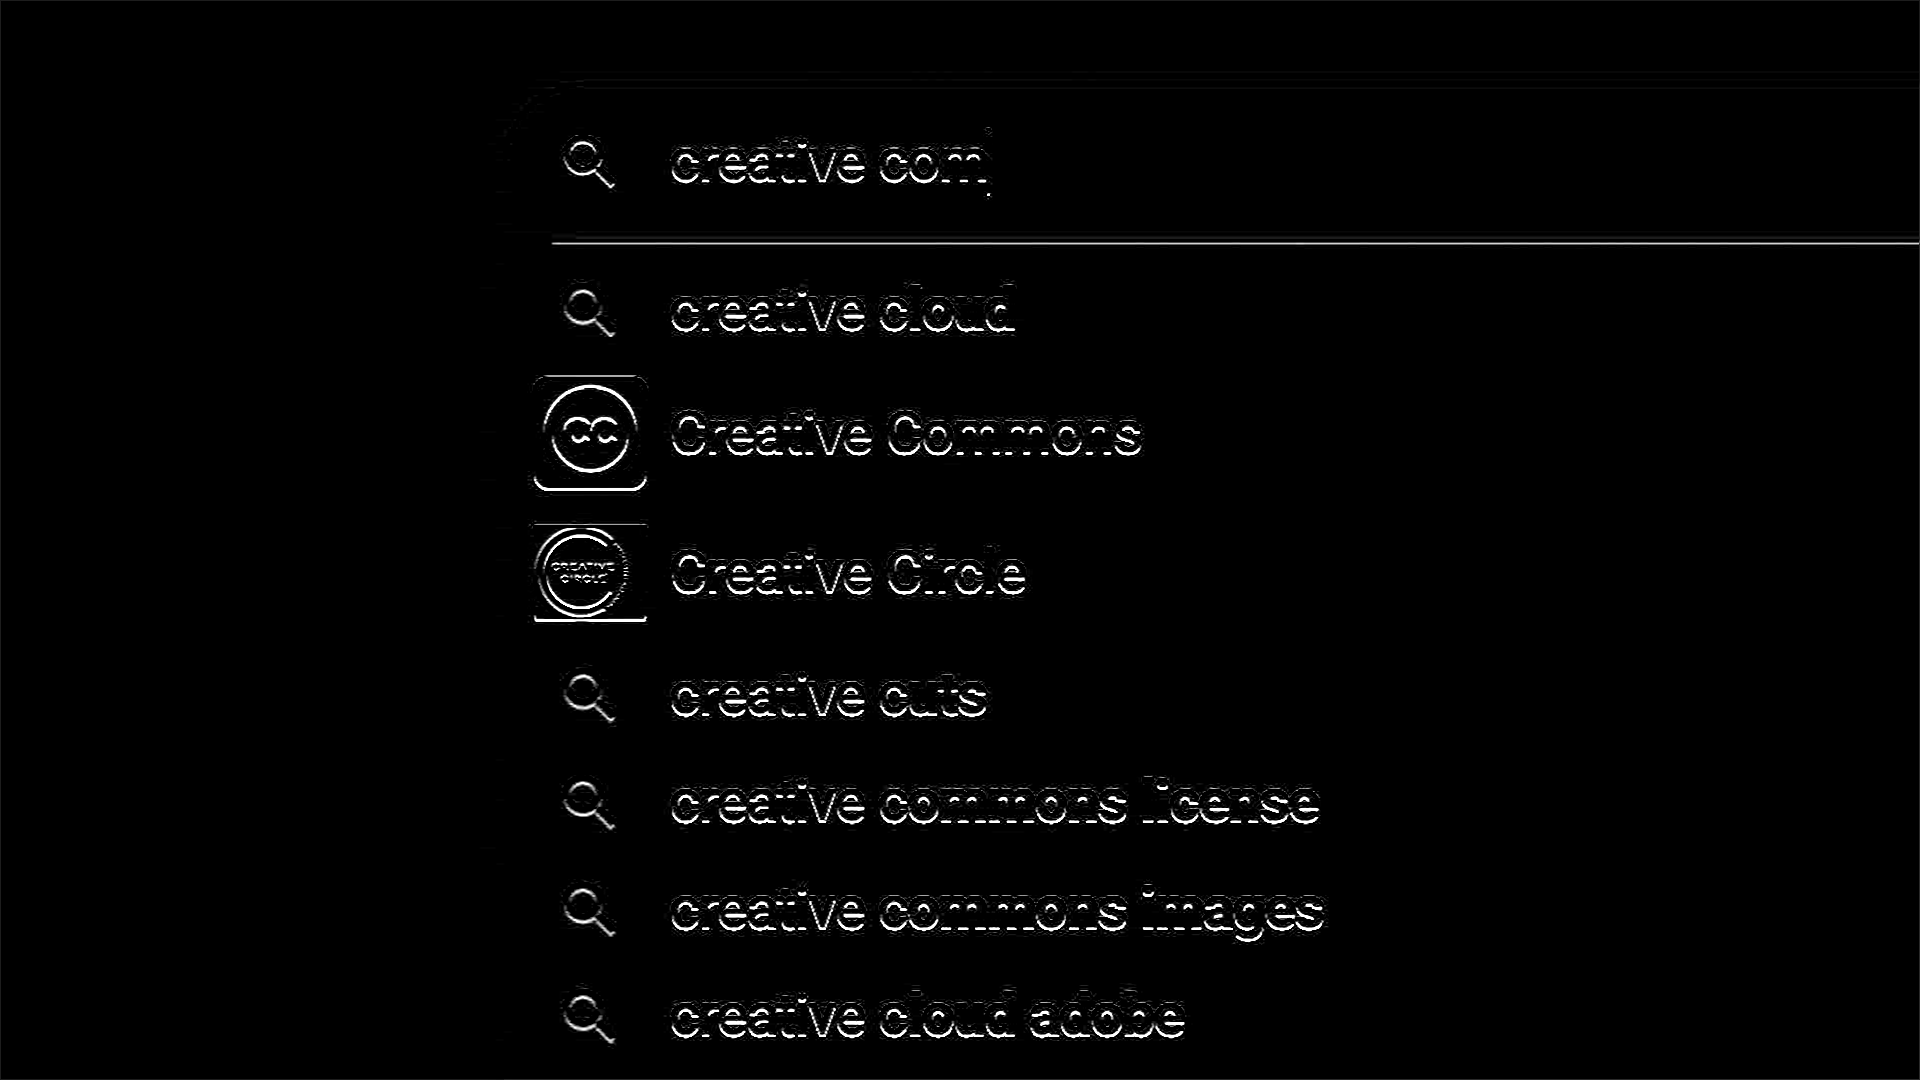 creative com
creative cloud
Creative Commons
CREATIVE
CIRCLE
Creative Circle
creative cuts
creative commons license
creative commons images
creative cloud adobe